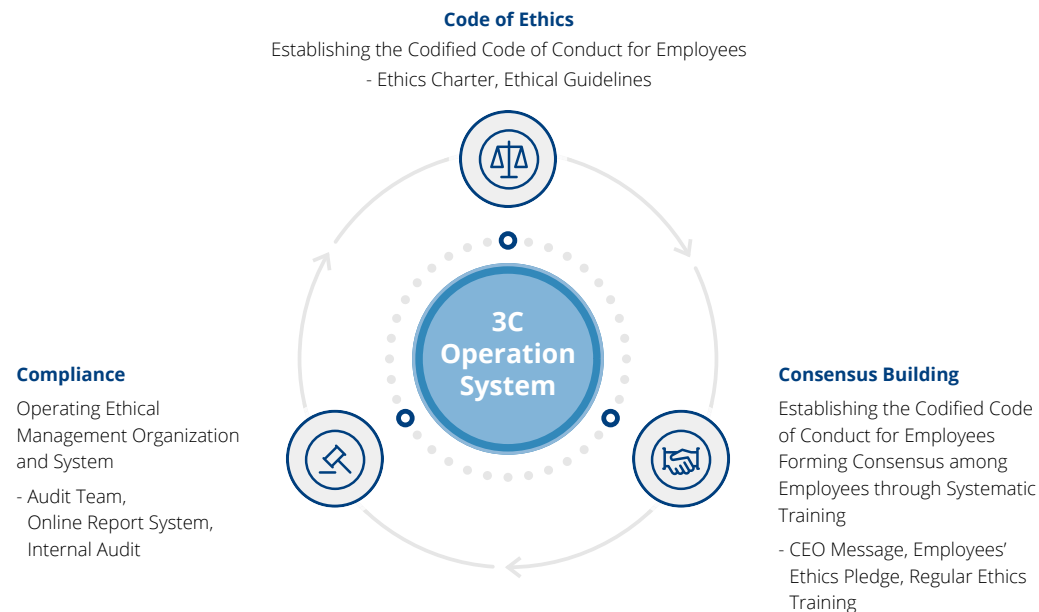 Code of Ethics
Establishing the Codified Code of Conduct for Employees
- Ethics Charter, Ethical Guidelines
3C
Operation
System
Compliance
Operating Ethical
Management Organization
and System
- Audit Team,
Online Report System,
Internal Audit
Consensus Building
Establishing the Codified Code
of Conduct for Employees
Forming Consensus among
Employees through Systematic
Training
- CEO Message, Employees’
Ethics Pledge, Regular Ethics
Training